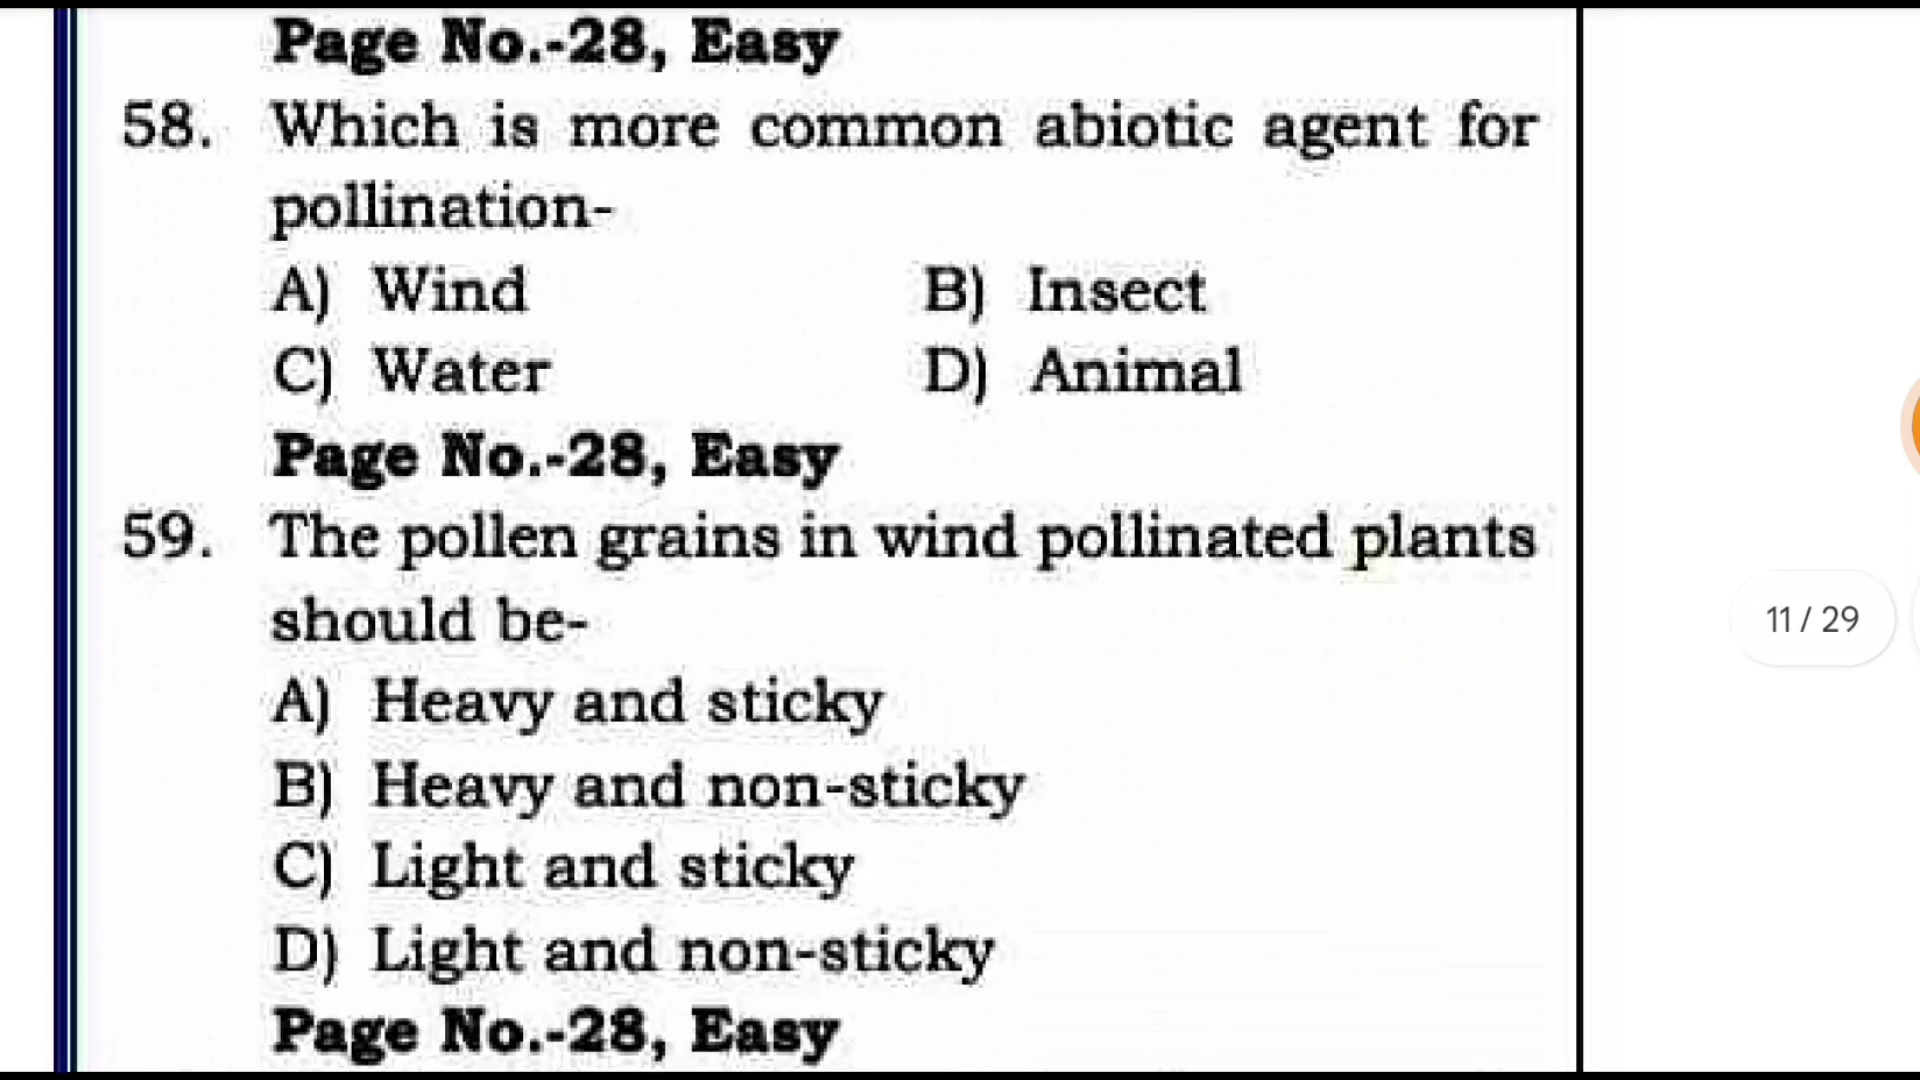 Page No.-28, Easy
58. Which is more common abiotic agent for
pollination-
A) Wind B) Insect
C) Water D) Animal
Page No.-28, Easy
59. The pollen grains in wind pollinated plants
should be-
A) Heavy and sticky
B) Heavy and non-sticky
C) Light and sticky
D) Light and non-sticky
Page No.-28, Easy
11 / 29